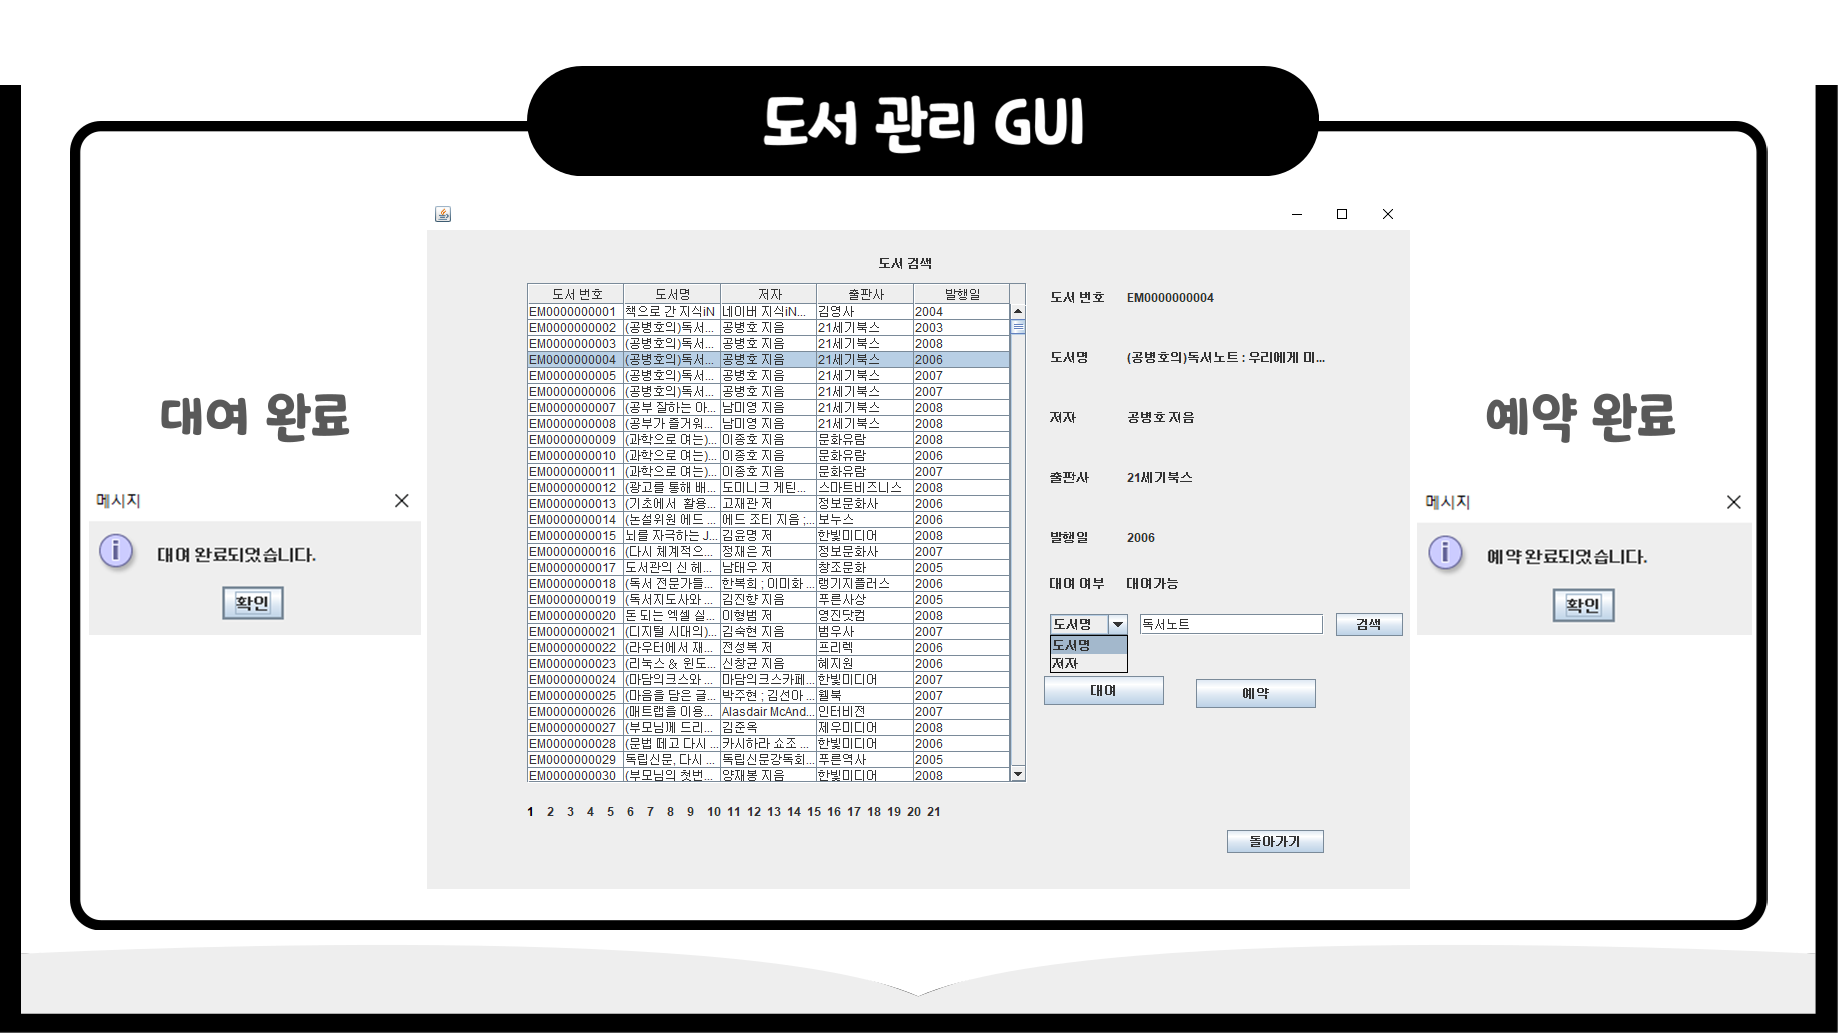 도서 관리 GUI
대여 완료
메시지
대여 완료되었습니다.
확인
도서 검색
도서 번호 도서명 저자 출판사 발행일
EM0000000001 책으로 간 지식iN 네이버 지식iN... 김영사 2004
EM0000000002 (공병호의)독서... 공병호 지음 21세기북스 2003
EM0000000003 (공병호의)독서... 공병호 지음 21세기북스 2008
EM0000000004 (공병호의)독서... 공병호 지음 21세기북스 2006
EM0000000005 (공병호의)독서... 공병호 지음 21세기북스 2007
EM0000000006 (공병호의)독서... 공병호 지음 21세기북스 2007
EM0000000007 (공부 잘하는 아... 남미영 지음 21세기북스 2008
EM0000000008 (공부가 즐거워... 남미영 지음 21세기북스 2008
EM0000000009 (과학으로 여는)... 이종호 지음 문화유람 2008
EM0000000010 (과학으로 여는)... 이종호 지음 문화유람 2006
EM0000000011 (과학으로 여는)... 이종호 지음 문화유람 2007
EM0000000012 (광고를 통해 배... 도미니크 게틴... 스마트비즈니스 2008
EM0000000013 (기초에서 활용... 고재관 저 정보문화사 2006
EM0000000014 (논설위원 에드 ... 에드 조티 지음 ;... 보누스 2006
EM0000000015 뇌를 자극하는 J... 김윤명 저 한빛미디어 2008
EM0000000016 (다시 체계적으... 정재은 저 정보문화사 2007
EM0000000017 도서관의 신 헤... 남태우 저 창조문화 2005
EM0000000018 (독서 전문가들... 한복희 ; 이미화 ... 랭기지플러스 2006
EM0000000019 (독서지도사와 ... 김진향 지음 푸른사상 2005
EM0000000020 돈 되는 엑셀 실... 이형범 저 영진닷컴 2008
EM0000000021 (디지털 시대의)... 김숙현 지음 범우사 2007
EM0000000022 (라우터에서 재... 전성복 저 프리렉 2006
EM0000000023 (리눅스 & 윈도... 신창균 지음 혜지원 2006
EM0000000024 (마담의크스와 ... 마담의크스카페... 한빛미디어 2007
EM0000000025 (마음을 담은 글... 박주현 ; 김선아 ... 웰북 2007
EM0000000026 (매트랩을 이용... Alasdair McAnd... 인터비전 2007
EM0000000027 (부모님께 드리... 김준옥 제우미디어 2008
EM0000000028 (문법 떼고 다시 ... 카시하라 쇼조 ... 한빛미디어 2006
EM0000000029 독립신문, 다시 ... 독립신문강독회... 푸른역사 2005
EM0000000030 (부모님의 첫번... 양재봉 지음 한빛미디어 2008
1 2 3 4 5 6 7 8 9 10 11 12 13 14 15 16 17 18 19 20 21
도서 번호 EM0000000004
도서명 (공병호의)독서노트 : 우리에게 미...
저자 공병호 지음
출판사 21세기북스
발행일 2006
대여 여부 대여가능
도서명 독서노트 검색
도서명
저자
대여 예약
돌아가기
예약 완료
메시지
예약 완료되었습니다.
확인